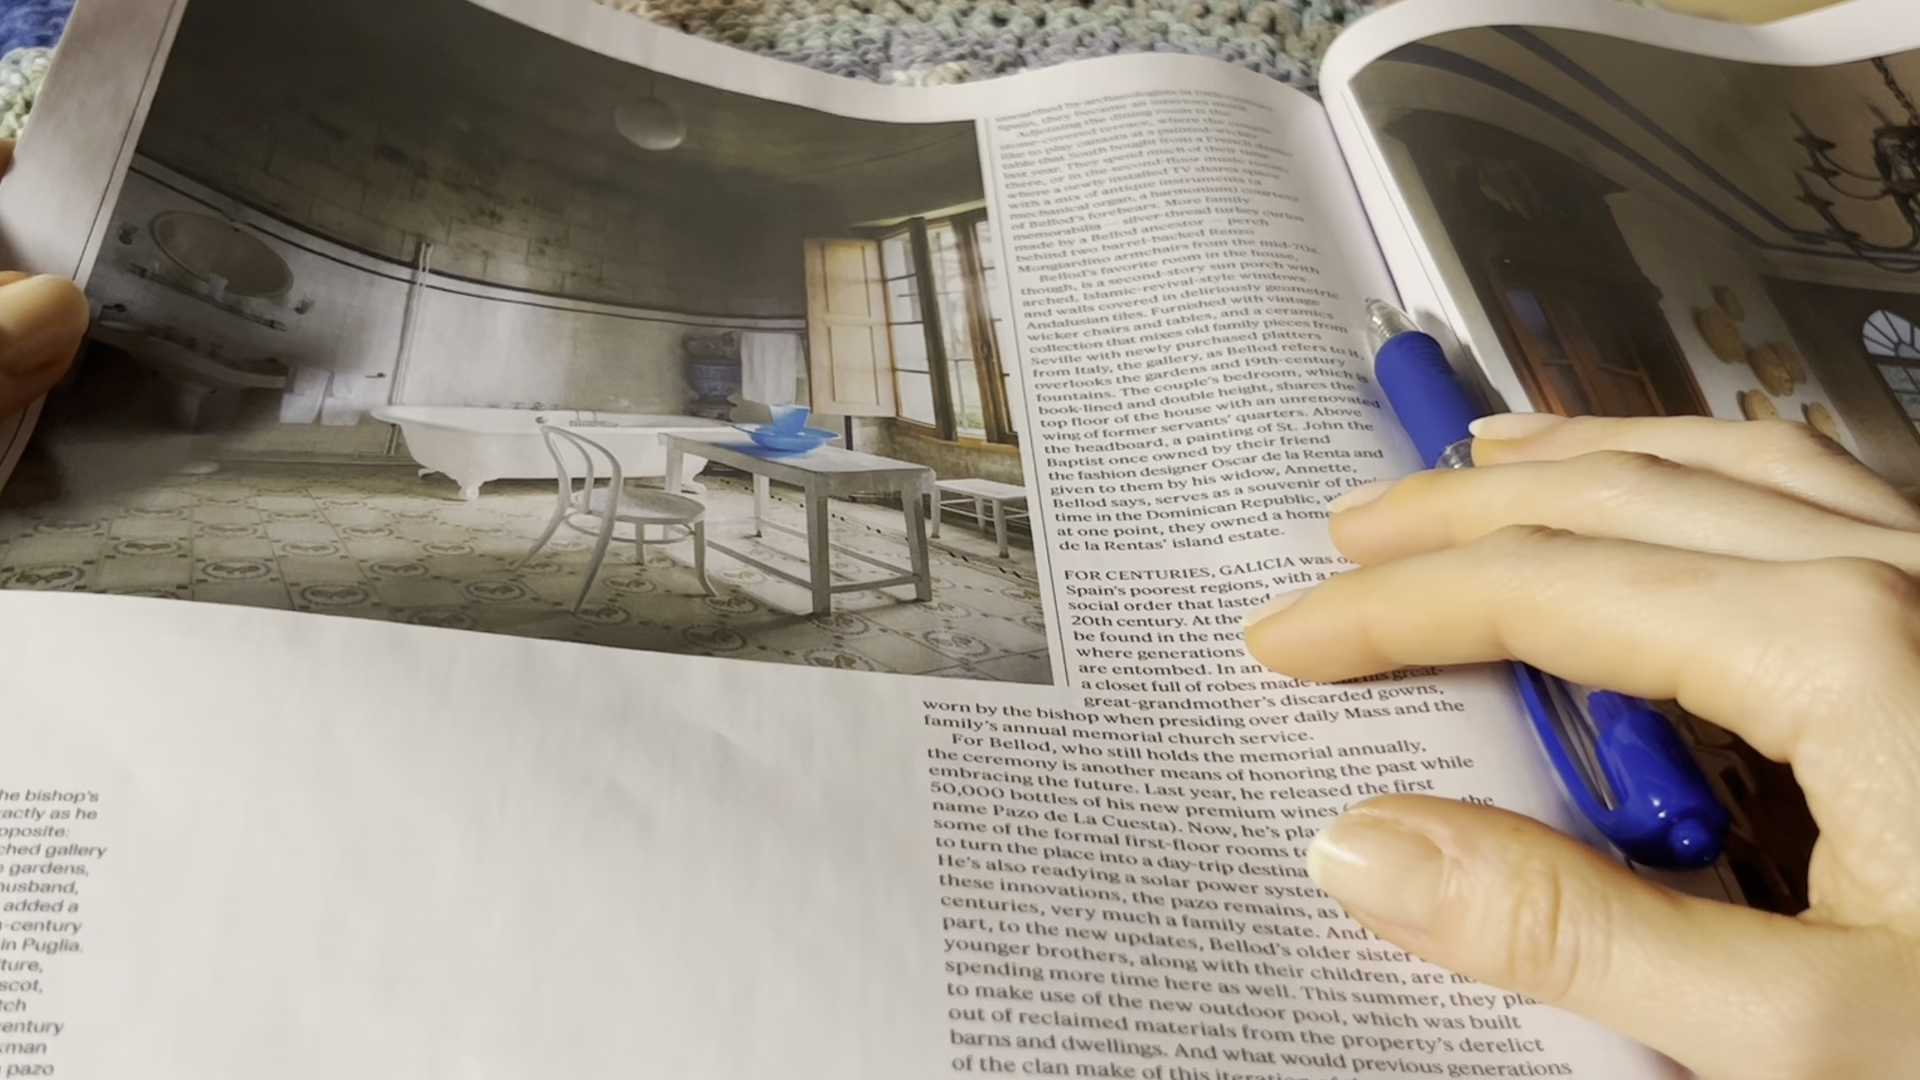 unearthed by archaeologists in 19th-century
Spain, they became an interiors motif.
Adjoining the dining room is the
stone-covered terrace, where the couple
like to play canasta at a painted-wicker
table that South bought from a French dealer
last year. They spend much of their time
there, or in the second-floor music room,
where a newly installed TV shares space
with a mix of antique instruments (a
mechanical organ, a harmonium) courtesy
of Bellod's forebears. More family
memorabilia — silver-thread turkey curios
made by a Bellod ancestor — perch
behind two barrel-backed Renzo
Mongiardino armchairs from the mid-'70s.
Bellod's favorite room in the house,
though, is a second-story sun porch with
arched, Islamic-revival-style windows
and walls covered in deliriously geometric
Andalusian tiles. Furnished with vintage
wicker chairs and tables, and a ceramics
collection that mixes old family pieces from
Seville with newly purchased platters
from Italy, the gallery, as Bellod refers to it,
overlooks the gardens and 19th-century
fountains. The couple's bedroom, which is
book-lined and double height, shares the
top floor of the house with an unrenovated
wing of former servants' quarters. Above
the headboard, a painting of St. John the
Baptist once owned by their friend
the fashion designer Oscar de la Renta and
given to them by his widow, Annette,
Bellod says, serves as a souvenir of
time in the Dominican Republic,
at one point, they owned a home
de la Rentas' island estate.
FOR CENTURIES, GALICIA was
Spain's poorest regions, with a
social order that lasted
20th century. At the
be found in the
where generations
are entombed. In an
a closet full of robes made from his great-
great-grandmother's discarded gowns,
worn by the bishop when presiding over daily Mass and the
family's annual memorial church service.
For Bellod, who still holds the memorial annually,
the ceremony is another means of honoring the past while
embracing the future. Last year, he released the first
50,000 bottles of his new premium wines the
name Pazo de La Cuesta). Now, he's
some of the formal first-floor rooms
to turn the place into a day-trip
He's also readying a solar power
these innovations, the pazo remains, as
centuries, very much a family estate. And
part, to the new updates, Bellod's older sister
younger brothers, along with their children, are
spending more time here as well. This summer, they
to make use of the new outdoor pool, which was built
out of reclaimed materials from the property's derelict
barns and dwellings. And what would previous generations
of the clan make of this iteration
he bishop's
actly as he
pposite:
ched gallery
gardens,
husband,
added a
-century
in Puglia,
ture,
scot,
tch
entury
kman
pazo